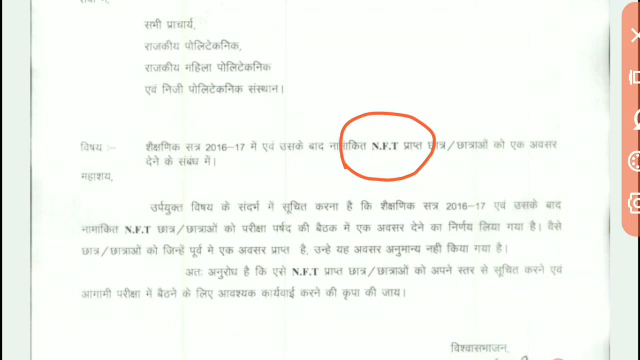 सभी प्राचार्य,
राजकीय पोलिटेकनिक,
राजकीय महिला पोलिटेकनिक
एवं निजी पोलिटेकनिक संस्थान।
विषय :- शैक्षणिक सत्र 2016-17 में एवं उसके बाद नामांकित N.F.T प्राप्त छात्र/छात्राओं को एक अवसर
देने के संबंध में।
महाशय,
उर्पयुक्त विषय के संदर्भ में सूचित करना है कि शैक्षणिक सत्र 2016-17 एवं उसके बाद
नामांकित N.F.T छात्र/छात्राओं को परीक्षा पर्षद की बैठक में एक अवसर देने का निर्णय लिया गया है। वैसे
छात्र/छात्राओं को जिन्हें पूर्व मे एक अवसर प्राप्त है, उन्हे यह अवसर अनुमान्य नही किया गया है।
अतः अनुरोध है कि एसे N.F.T प्राप्त छात्र/छात्राओं को अपने स्तर से सूचित करने एवं
आगामी परीक्षा में बैठने के लिए आवश्यक कार्यवाई करने की कृपा की जाय।
विश्वासभाजन,